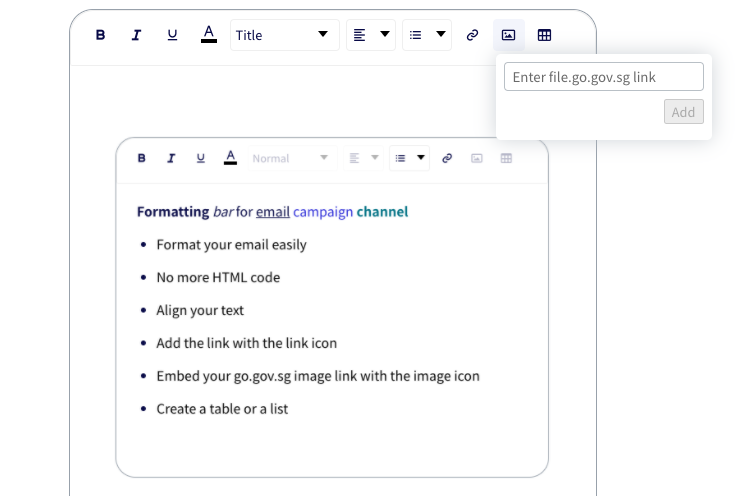 B I U A Title
Enter file.go.gov.sg link
Add
B I U A Normal
Formatting bar for email campaign channel
Format your email easily
No more HTML code
Align your text
Add the link with the link icon
Embed your go.gov.sg image link with the image icon
Create a table or a list